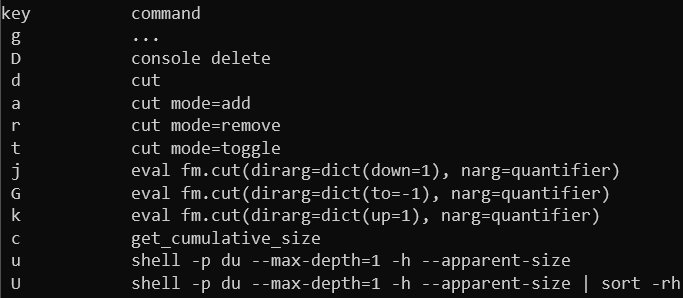 key command
g ...
D console delete
d cut
a cut mode=add
r cut mode=remove
t cut mode=toggle
j eval fm.cut(dirarg=dict(down=1), narg=quantifier)
G eval fm.cut(dirarg=dict(to=-1), narg=quantifier)
k eval fm.cut(dirarg=dict(up=1), narg=quantifier)
c get_cumulative_size
u shell -p du --max-depth=1 -h --apparent-size
U shell -p du --max-depth=1 -h --apparent-size | sort -rh